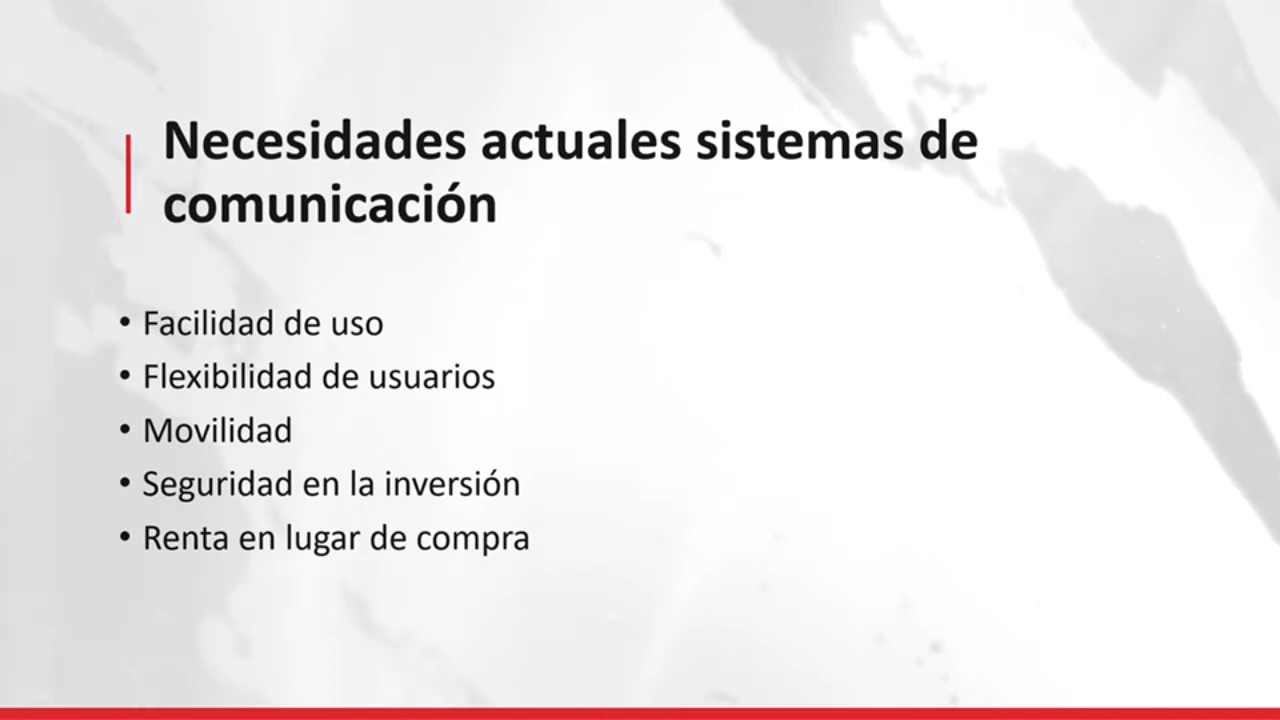 Necesidades actuales sistemas de
comunicación
• Facilidad de uso
• Flexibilidad de usuarios
• Movilidad
• Seguridad en la inversión
• Renta en lugar de compra